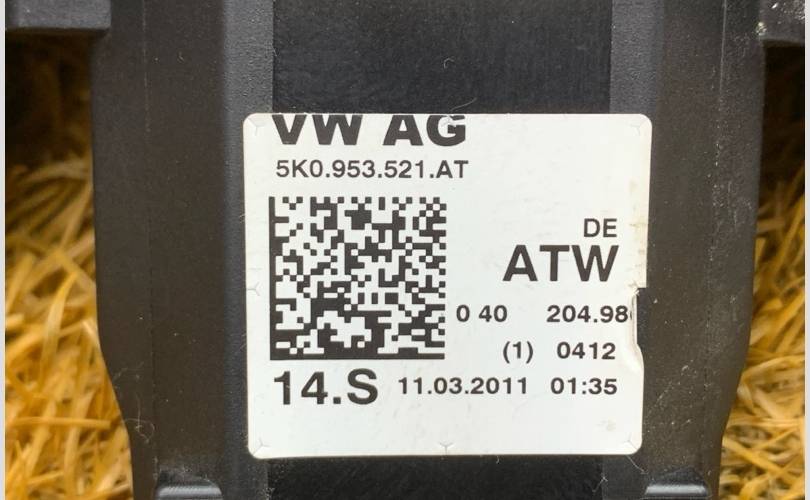 VW AG
5K0.953.521.AT
DE
ATW
0 40 204.98
(1) 0412
14.S 11.03.2011 01:35